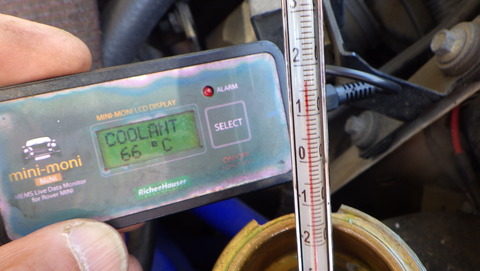 MINI-MONI LCD DISPLAY
ALARM
COOLANT
66 °C
SELECT
mini-moni
MINI
MEMS Live Data Monitor
for Rover MINI
RicherHauser
3
2
1
0
1
2